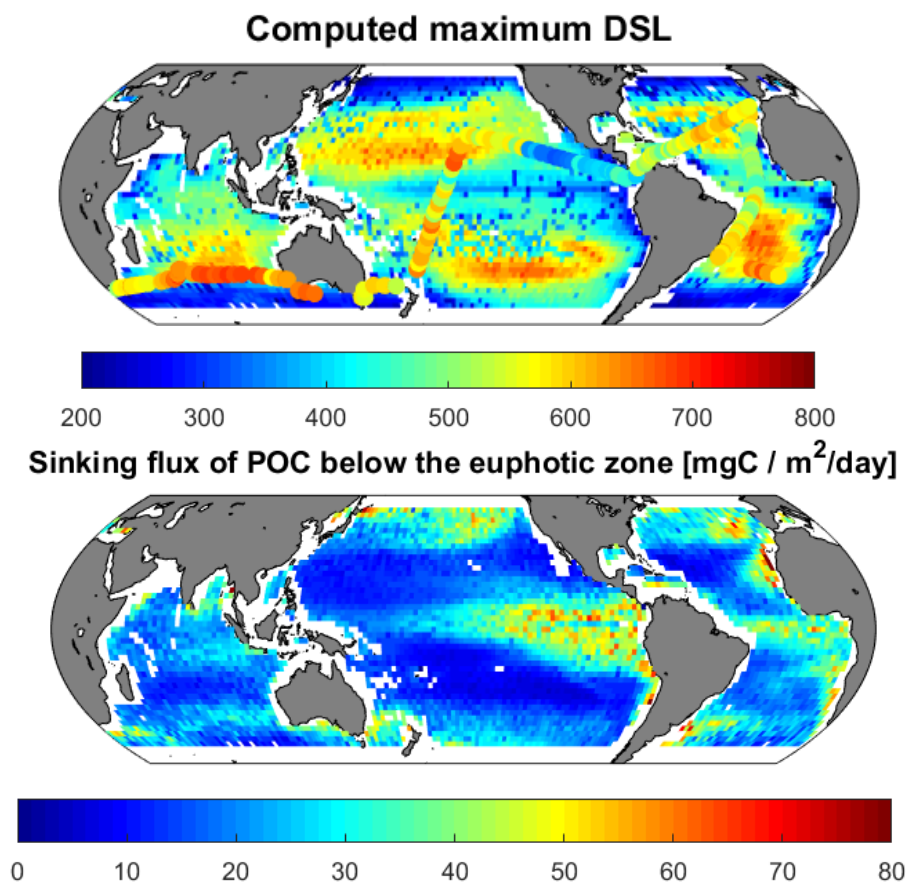 Computed maximum DSL
200 300 400 500 600 700 800
Sinking flux of POC below the euphotic zone [mgC / m²/day]
0 10 20 30 40 50 60 70 80